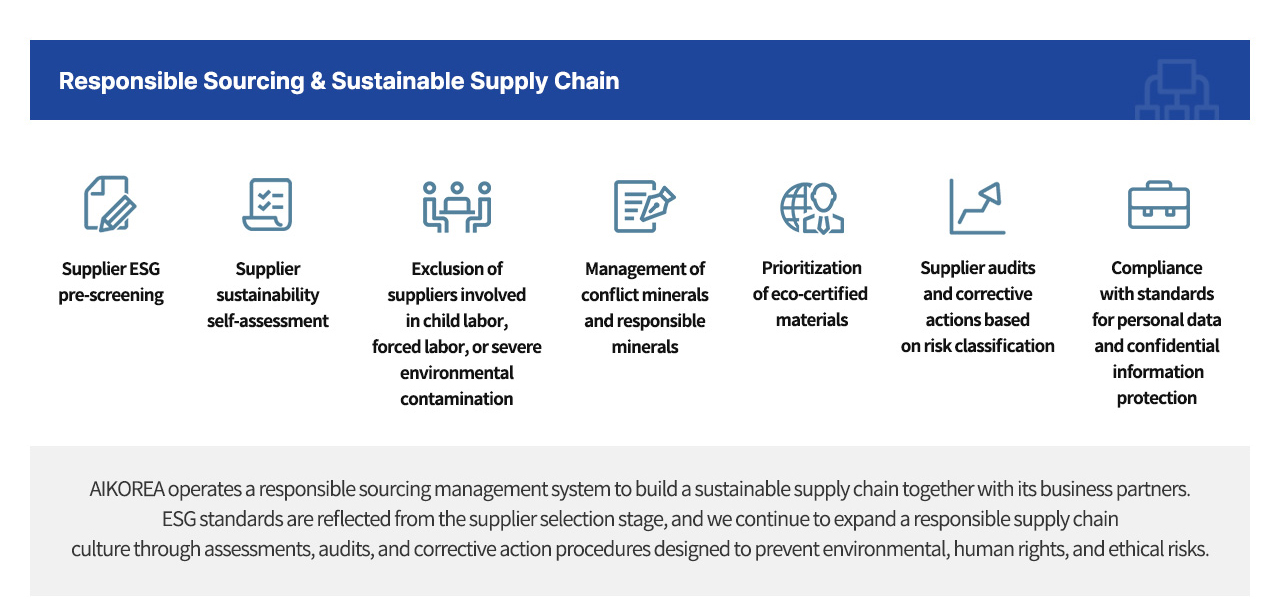 Responsible Sourcing & Sustainable Supply Chain
Supplier ESG
pre-screening
Supplier
sustainability
self-assessment
Exclusion of
suppliers involved
in child labor,
forced labor, or severe
environmental
contamination
Management of
conflict minerals
and responsible
minerals
Prioritization
of eco-certified
materials
Supplier audits
and corrective
actions based
on risk classification
Compliance
with standards
for personal data
and confidential
information
protection
AIKOREA operates a responsible sourcing management system to build a sustainable supply chain together with its business partners.
ESG standards are reflected from the supplier selection stage, and we continue to expand a responsible supply chain
culture through assessments, audits, and corrective action procedures designed to prevent environmental, human rights, and ethical risks.